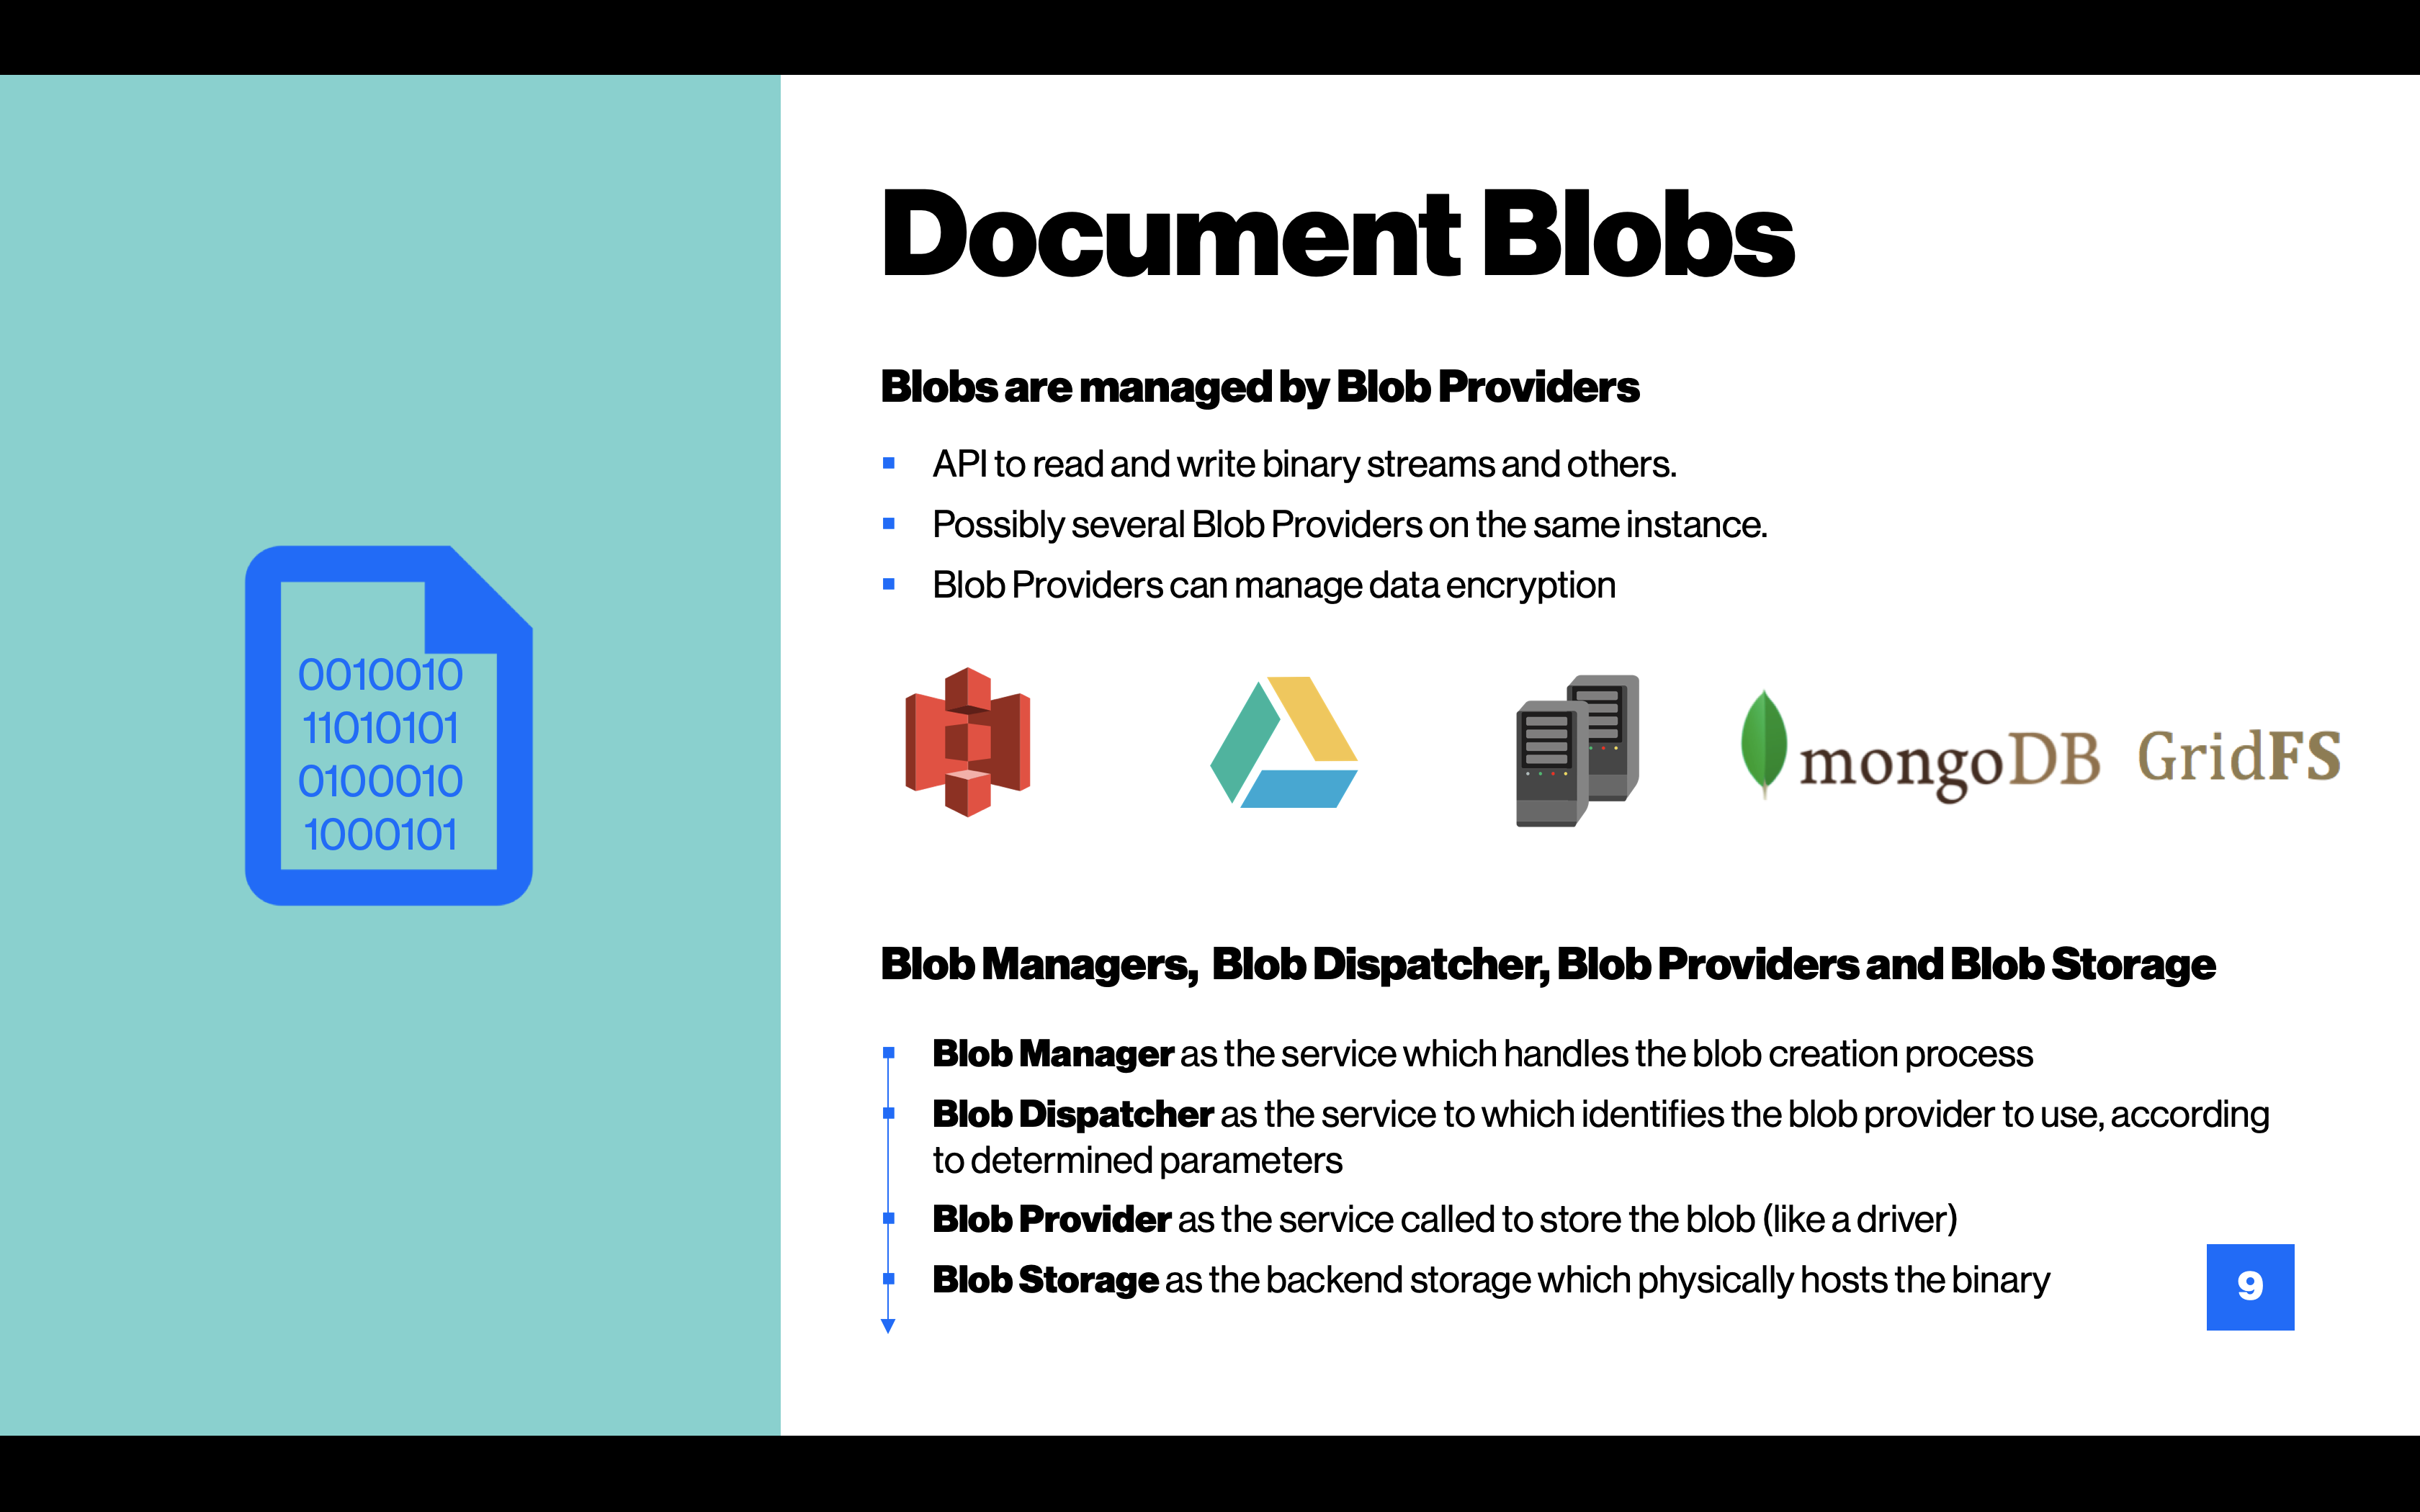 Document Blobs
Blobs are managed by Blob Providers
API to read and write binary streams and others.
Possibly several Blob Providers on the same instance.
Blob Providers can manage data encryption
0010010
11010101
0100010
1000101
mongoDB GridFS
Blob Managers, Blob Dispatcher, Blob Providers and Blob Storage
Blob Manager as the service which handles the blob creation process
Blob Dispatcher as the service to which identifies the blob provider to use, according
to determined parameters
Blob Provider as the service called to store the blob (like a driver)
Blob Storage as the backend storage which physically hosts the binary
9